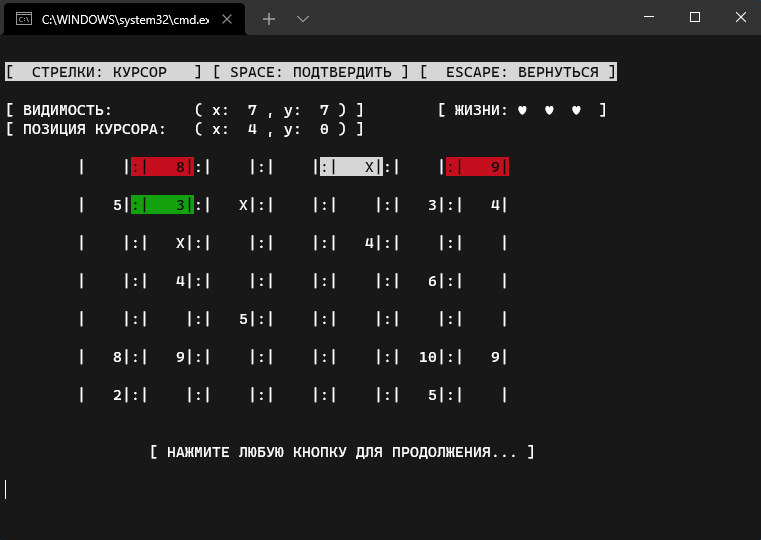 C:\WINDOWS\system32\cmd.ex
[  СТРЕЛКИ: КУРСОР   ] [ SPACE: ПОДТВЕРДИТЬ ] [  ESCAPE: ВЕРНУТЬСЯ ]
[ ВИДИМОСТЬ:         ( x:  7 , y:  7 ) ]        [ ЖИЗНИ: ♥  ♥  ♥  ]
[ ПОЗИЦИЯ КУРСОРА:   ( x:  4 , y:  0 ) ]
|    |:|   8|:|    |:|    |:|   X|:|    |:|   9|
|   5|:|   3|:|   X|:|    |:|    |:|   3|:|   4|
|    |:|   X|:|    |:|    |:|   4|:|    |:|    |
|    |:|   4|:|    |:|    |:|    |:|   6|:|    |
|    |:|    |:|   5|:|    |:|    |:|    |:|    |
|   8|:|   9|:|    |:|    |:|    |:|  10|:|   9|
|   2|:|    |:|    |:|    |:|    |:|   5|:|    |
[ НАЖМИТЕ ЛЮБУЮ КНОПКУ ДЛЯ ПРОДОЛЖЕНИЯ... ]